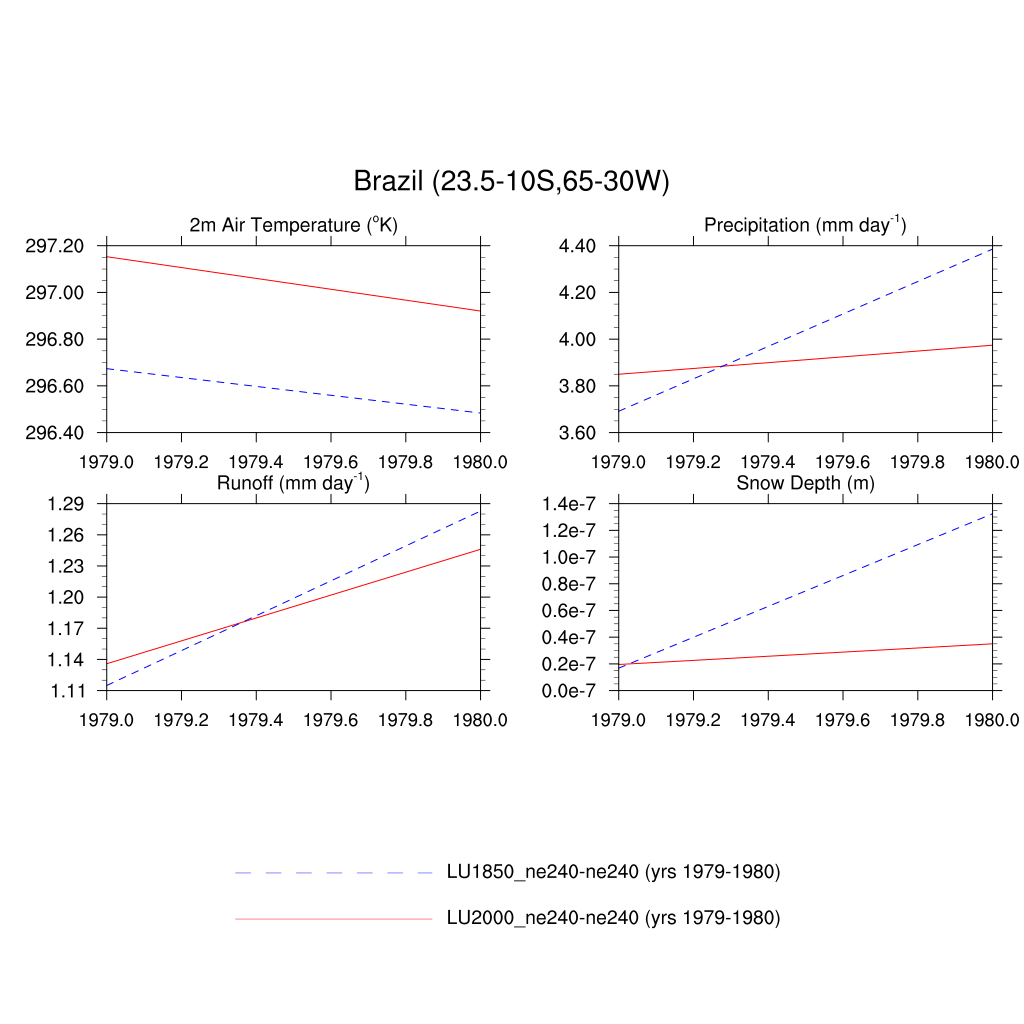 Brazil (23.5-10S,65-30W)
2m Air Temperature (°K)
297.20
297.00
296.80
296.60
296.40
1979.0 1979.2 1979.4 1979.6 1979.8 1980.0
Precipitation (mm day-1)
4.40
4.20
4.00
3.80
3.60
1979.0 1979.2 1979.4 1979.6 1979.8 1980.0
Runoff (mm day-1)
1.29
1.26
1.23
1.20
1.17
1.14
1.11
1979.0 1979.2 1979.4 1979.6 1979.8 1980.0
Snow Depth (m)
1.4e-7
1.2e-7
1.0e-7
0.8e-7
0.6e-7
0.4e-7
0.2e-7
0.0e-7
1979.0 1979.2 1979.4 1979.6 1979.8 1980.0
LU1850_ne240-ne240 (yrs 1979-1980)
LU2000_ne240-ne240 (yrs 1979-1980)